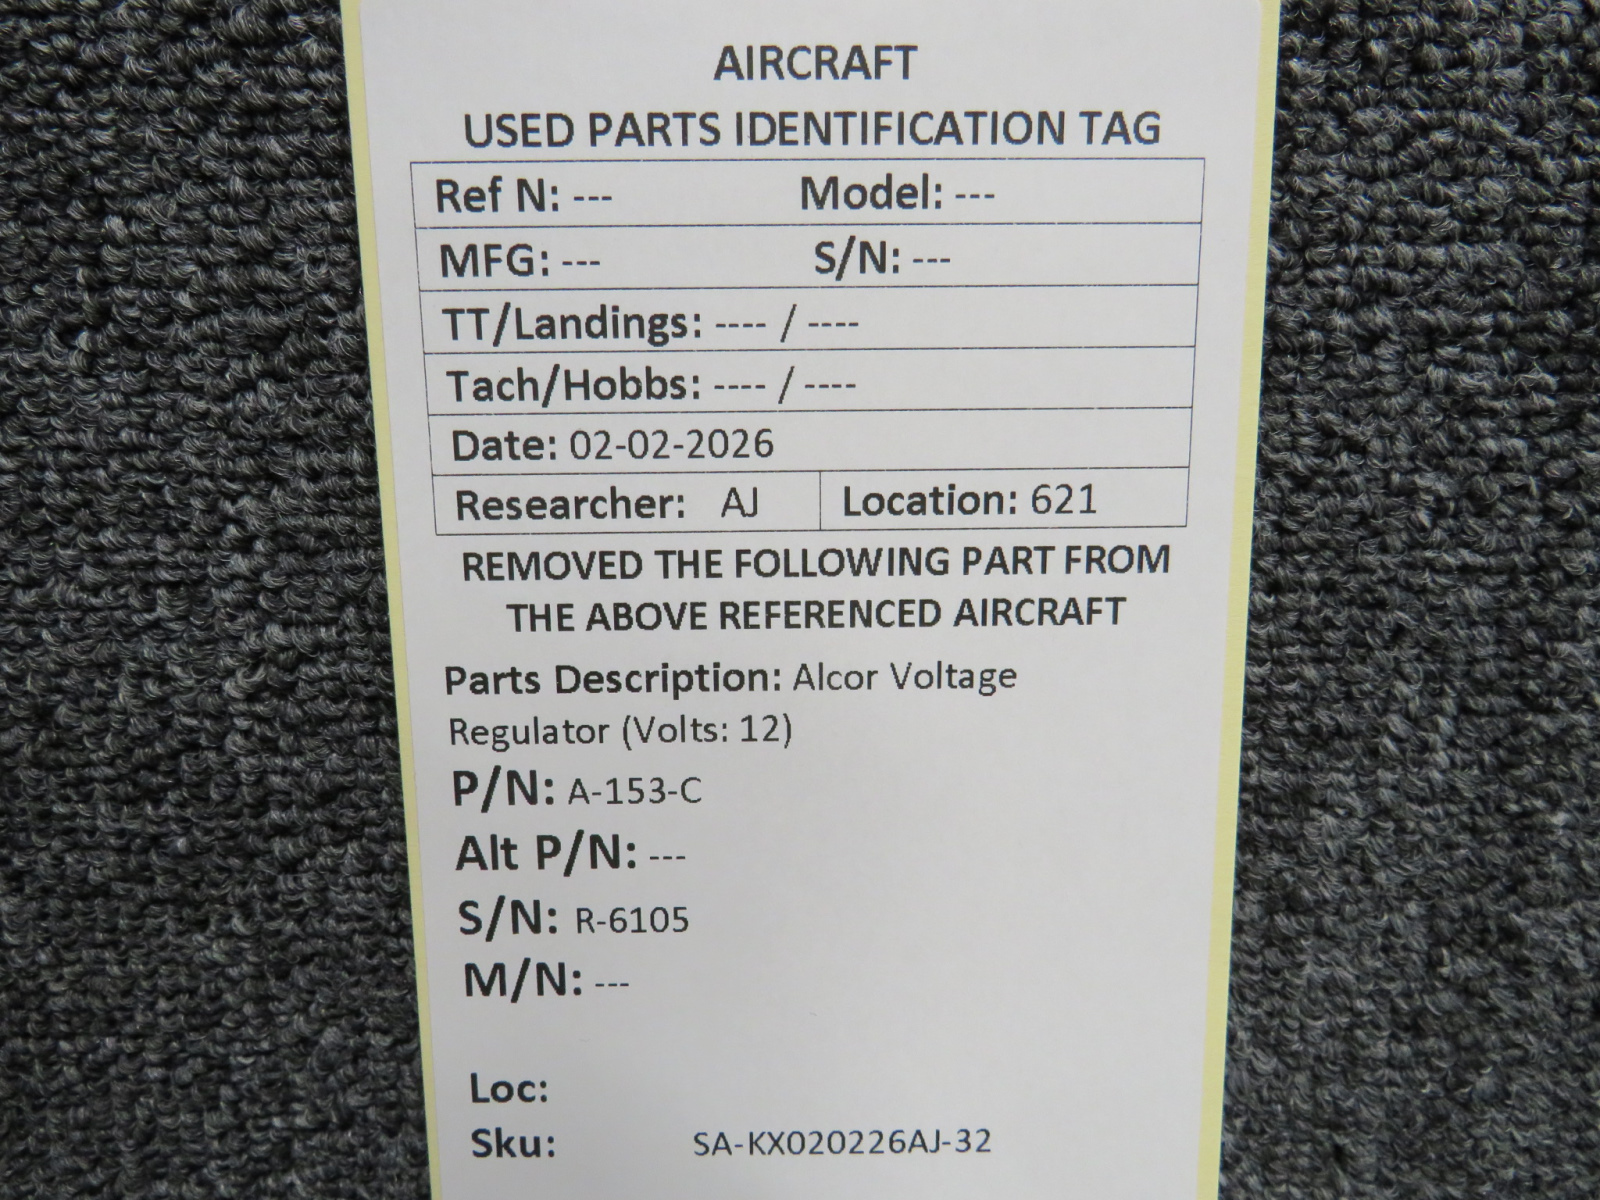 AIRCRAFT
USED PARTS IDENTIFICATION TAG
Ref N: --- Model: ---
MFG: --- S/N: ---
TT/Landings: ---- / ----
Tach/Hobbs: ---- / ----
Date: 02-02-2026
Researcher: AJ Location: 621
REMOVED THE FOLLOWING PART FROM
THE ABOVE REFERENCED AIRCRAFT
Parts Description: Alcor Voltage
Regulator (Volts: 12)
P/N: A-153-C
Alt P/N: ---
S/N: R-6105
M/N: ---
Loc:
Sku: SA-KX020226AJ-32